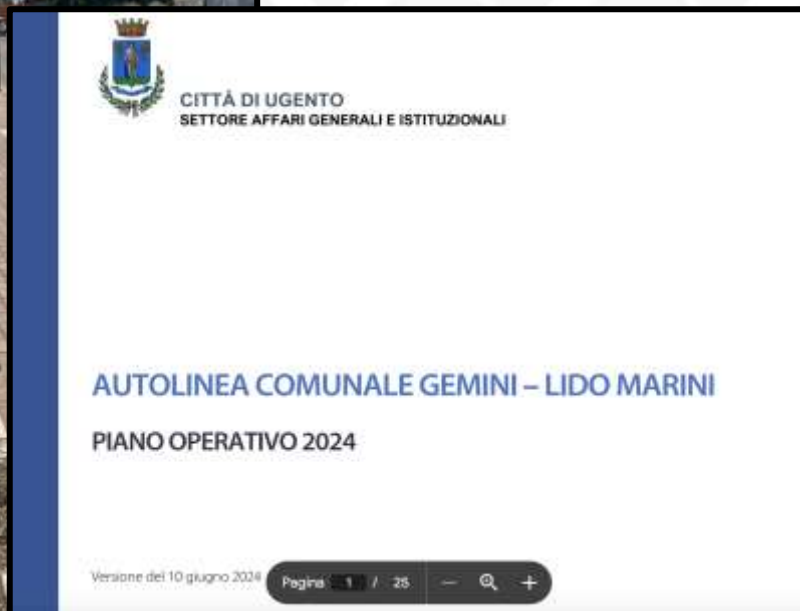 CITTÀ DI UGENTO
SETTORE AFFARI GENERALI E ISTITUZIONALI
AUTOLINEA COMUNALE GEMINI – LIDO MARINI
PIANO OPERATIVO 2024
Versione del 10 giugno 2024
Pagina 1 / 25 — +